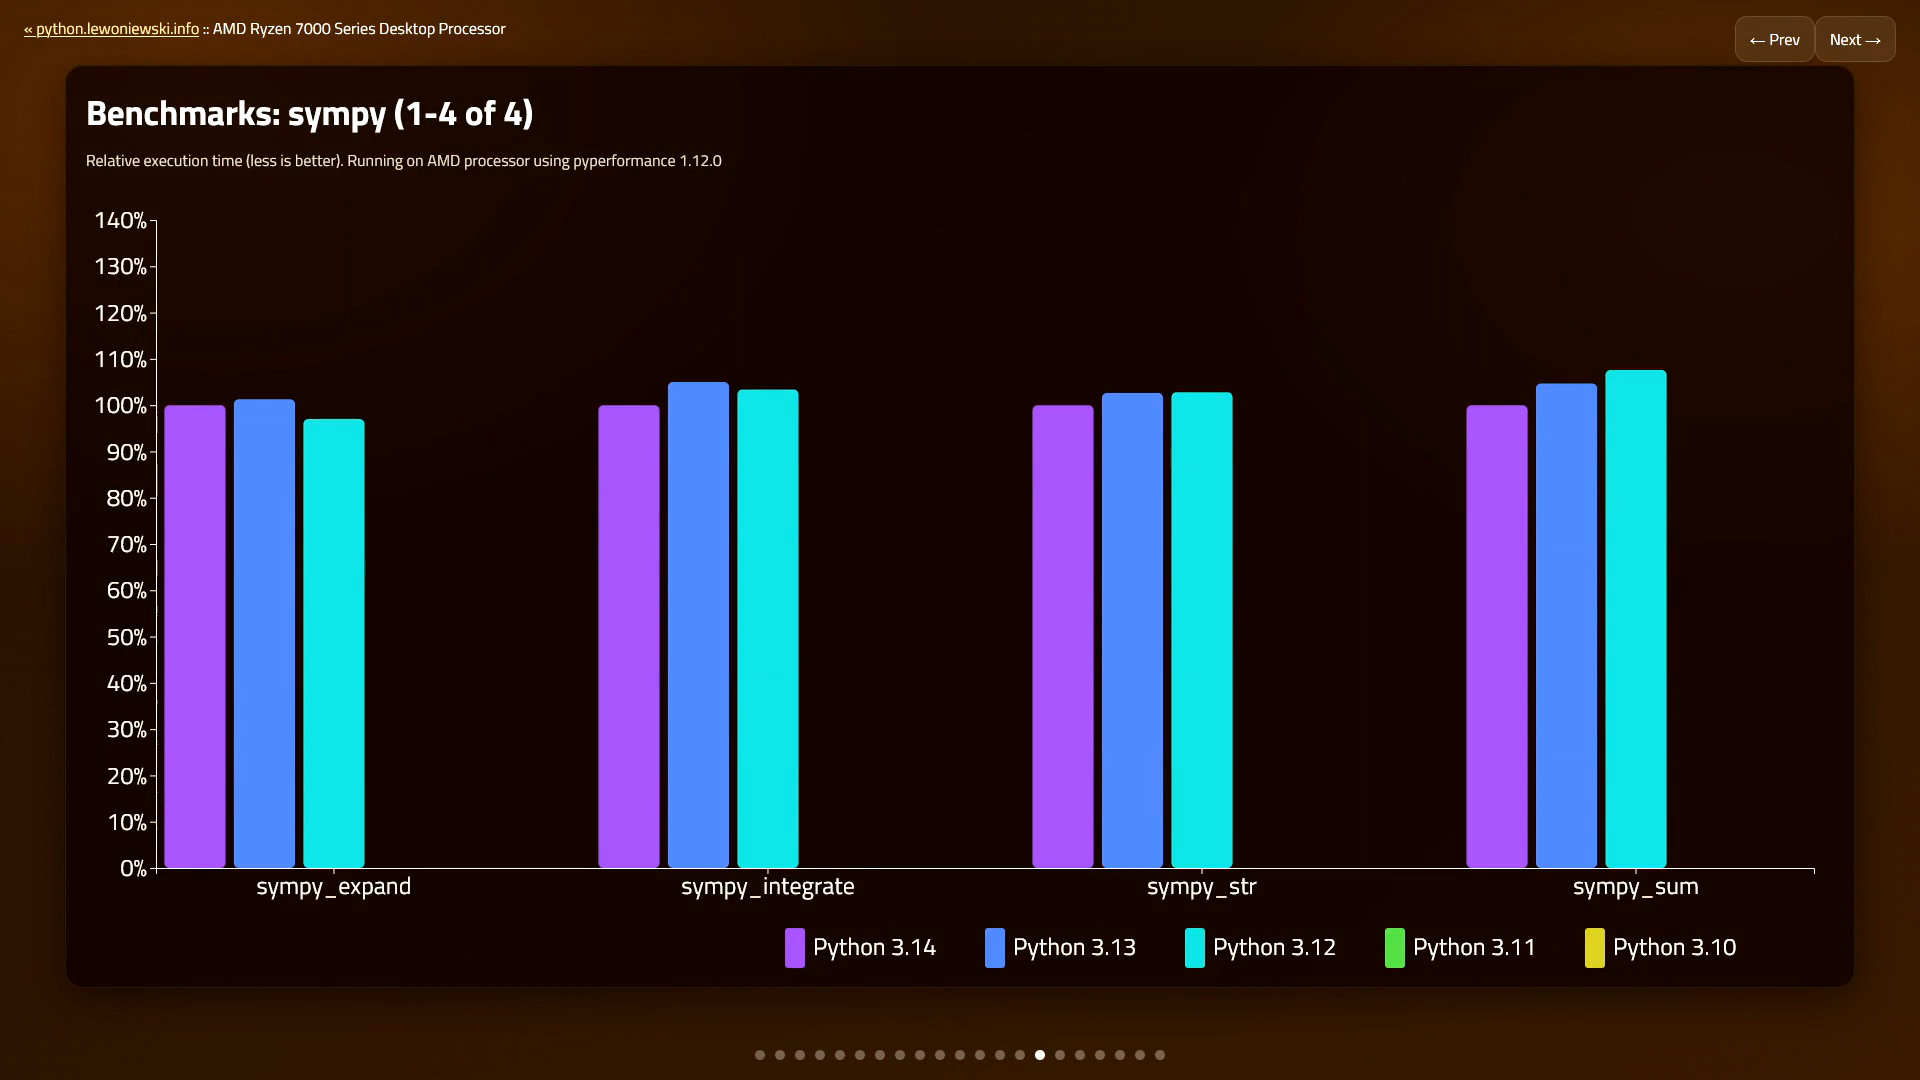 « python.lewoniewski.info :: AMD Ryzen 7000 Series Desktop Processor
← Prev
Next →
Benchmarks: sympy (1-4 of 4)
Relative execution time (less is better). Running on AMD processor using pyperformance 1.12.0
140%
130%
120%
110%
100%
90%
80%
70%
60%
50%
40%
30%
20%
10%
0%
sympy_expand
sympy_integrate
sympy_str
sympy_sum
Python 3.14
Python 3.13
Python 3.12
Python 3.11
Python 3.10